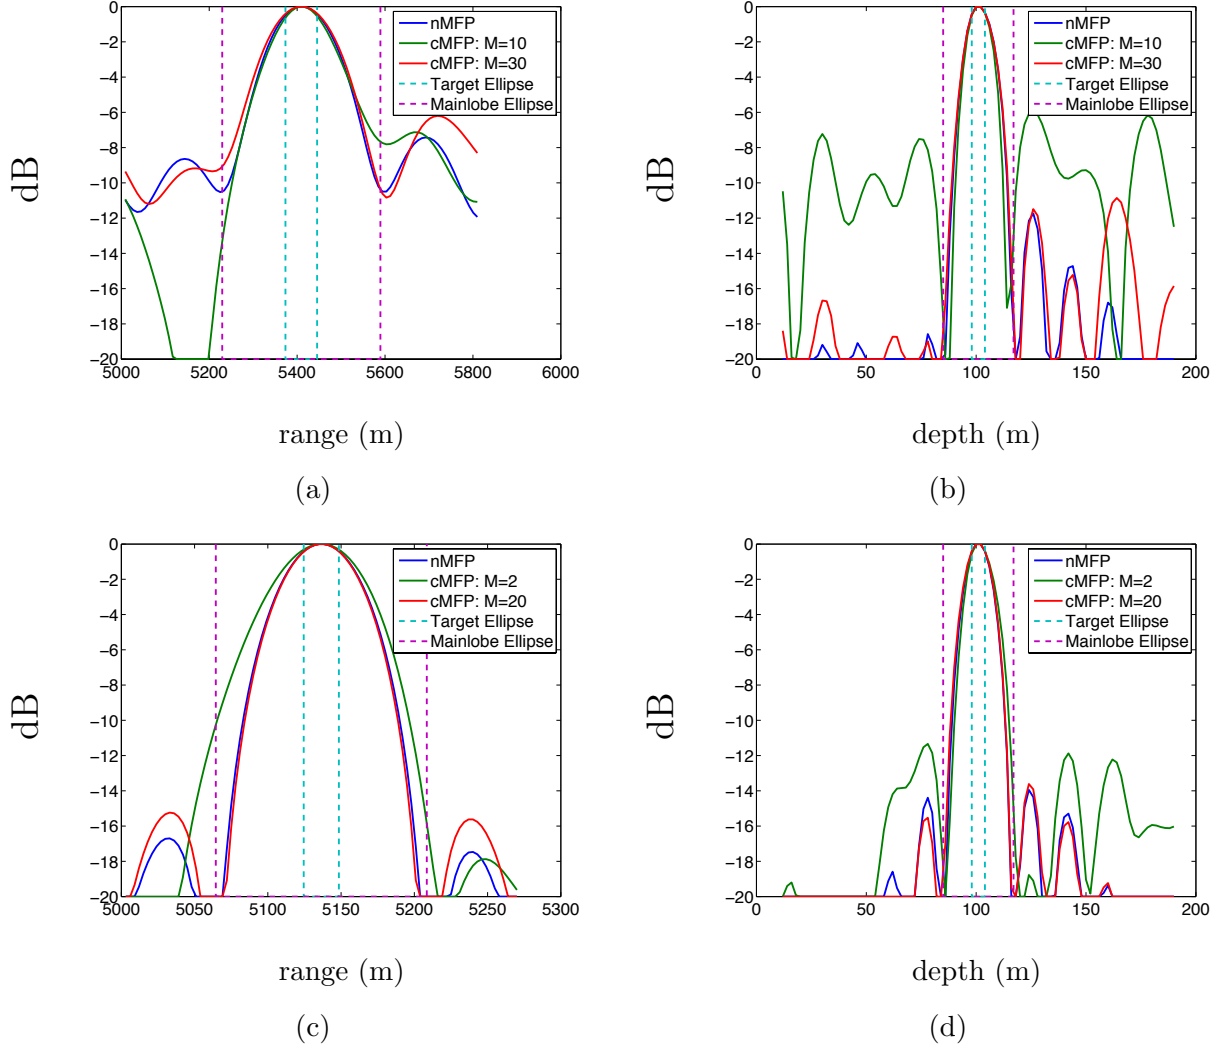 0
−2
−4
−6
−8
−10
−12
−14
−16
−18
−20
5000 5200 5400 5600 5800 6000
dB
range (m)
nMFP
cMFP: M=10
cMFP: M=30
Target Ellipse
Mainlobe Ellipse
(a)
0
−2
−4
−6
−8
−10
−12
−14
−16
−18
−20
0 50 100 150 200
dB
depth (m)
nMFP
cMFP: M=10
cMFP: M=30
Target Ellipse
Mainlobe Ellipse
(b)
0
−2
−4
−6
−8
−10
−12
−14
−16
−18
−20
5000 5050 5100 5150 5200 5250 5300
dB
range (m)
nMFP
cMFP: M=2
cMFP: M=20
Target Ellipse
Mainlobe Ellipse
(c)
0
−2
−4
−6
−8
−10
−12
−14
−16
−18
−20
0 50 100 150 200
dB
depth (m)
nMFP
cMFP: M=2
cMFP: M=20
Target Ellipse
Mainlobe Ellipse
(d)